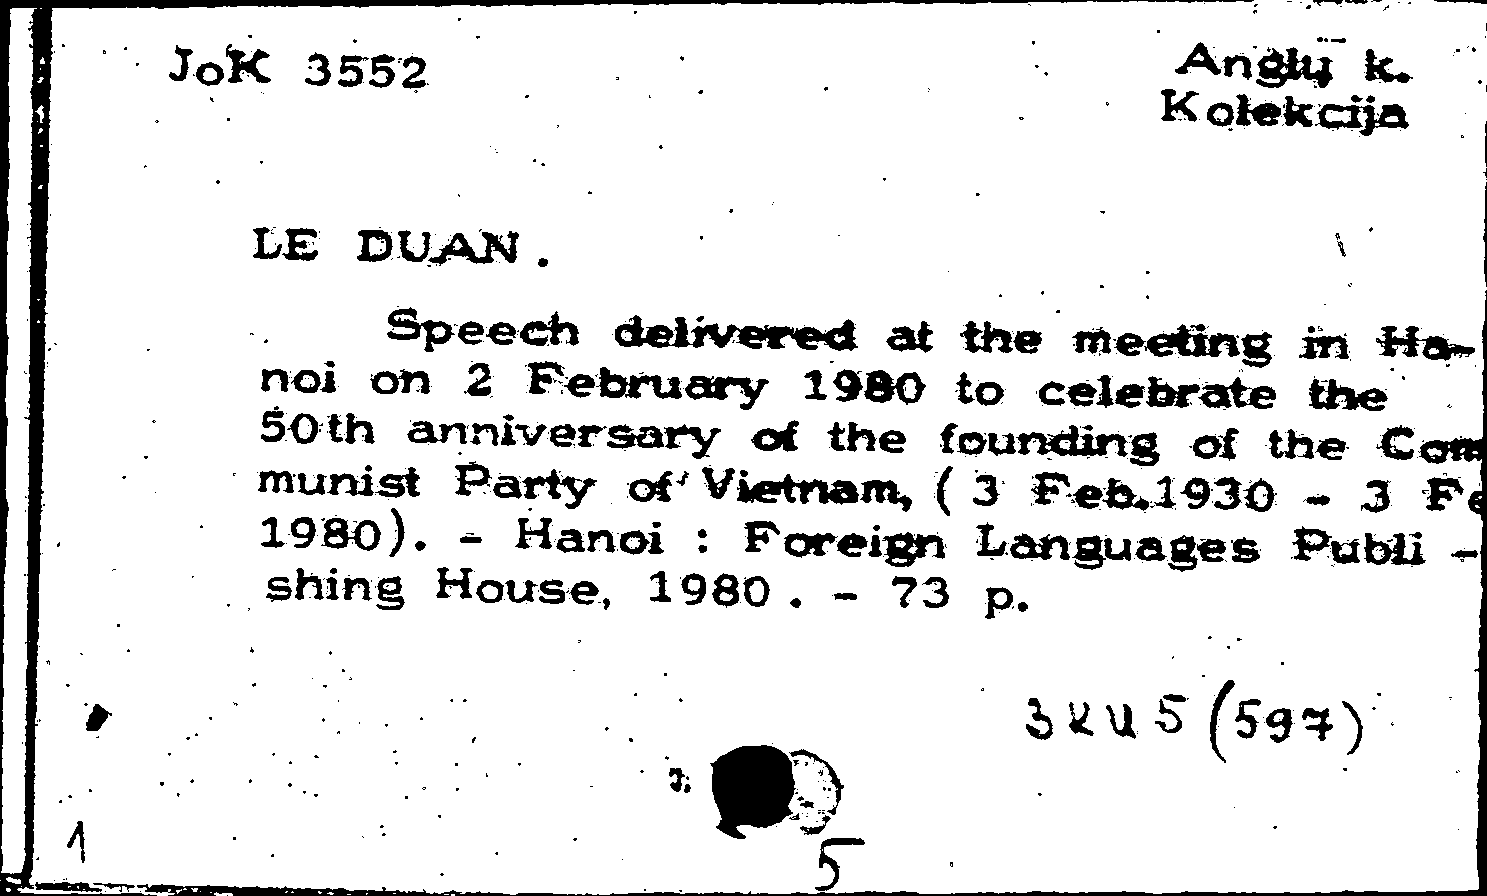 JoK 3552
Anglų k.
Kolekcija
LE DUAN.
Speech delivered at the meeting in Ha-
noi on 2 February 1980 to celebrate the
50th anniversary of the founding of the Com
munist Party of Vietnam, (3 Feb.1930 - 3 Fe
1980). - Hanoi : Foreign Languages Publi -
shing House, 1980. - 73 p.
3КИ5(597)
1
5